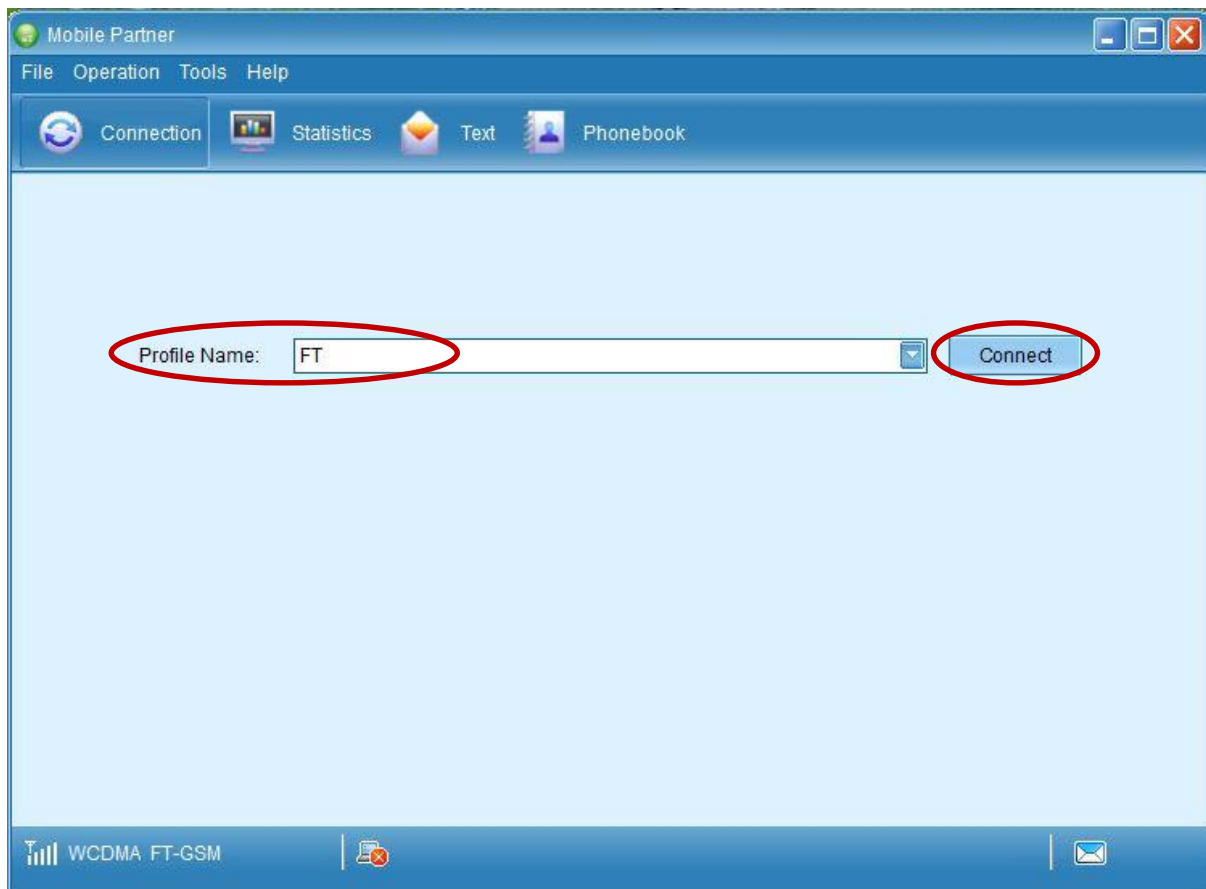 Mobile Partner
File Operation Tools Help
Connection Statistics Text Phonebook
Profile Name: FT Connect
WCDMA FT-GSM